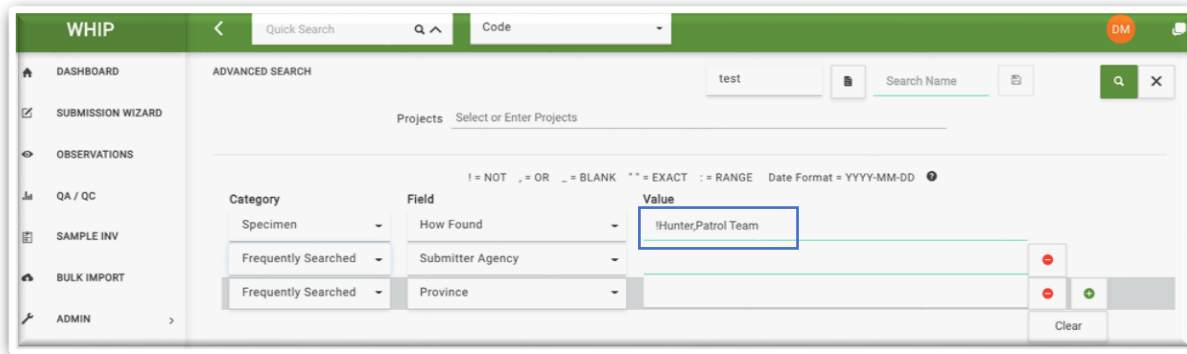 WHIP
Quick Search
Code
DM
DASHBOARD
SUBMISSION WIZARD
OBSERVATIONS
QA / QC
SAMPLE INV
BULK IMPORT
ADMIN
ADVANCED SEARCH
test
Search Name
Projects Select or Enter Projects
! = NOT , = OR _ = BLANK " " = EXACT : = RANGE Date Format = YYYY-MM-DD ?
Category Field Value
Specimen How Found !Hunter,Patrol Team
Frequently Searched Submitter Agency
Frequently Searched Province
Clear